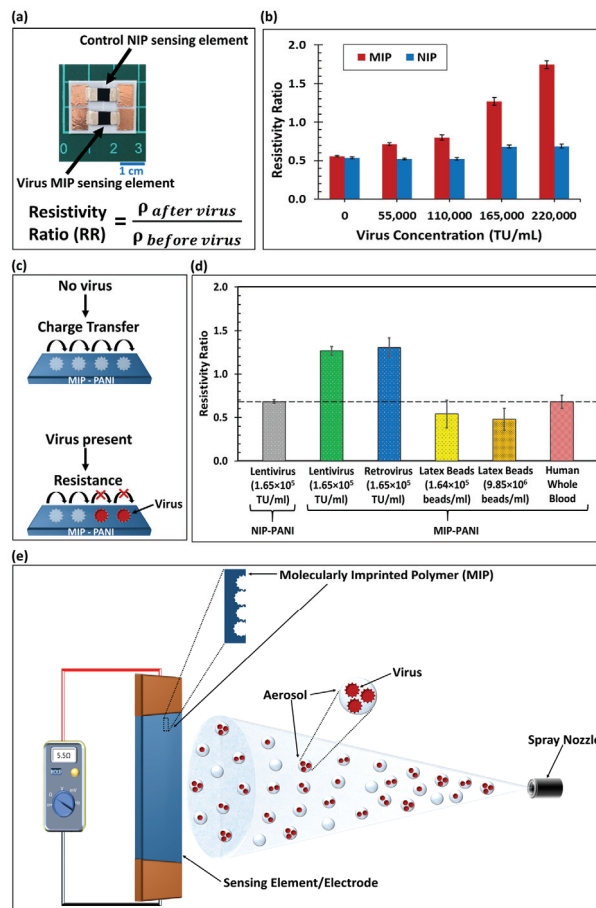 (a)
Control NIP sensing element
0 1 2 3
1 cm
Virus MIP sensing element
Resistivity Ratio (RR) = ρ after virus / ρ before virus
(b)
MIP NIP
Resistivity Ratio
2.0
1.5
1.0
0.5
0.0
0 55,000 110,000 165,000 220,000
Virus Concentration (TU/mL)
(c)
No virus
Charge Transfer
MIP - PANI
Virus present
Resistance
Virus
MIP - PANI
(d)
Resistivity Ratio
2.0
1.5
1.0
0.5
0.0
Lentivirus
(1.65×10⁵
TU/ml)
Lentivirus
(1.65×10⁵
TU/ml)
Retrovirus
(1.65×10⁵
TU/ml)
Latex Beads
(1.64×10⁵
beads/ml)
Latex Beads
(9.85×10⁶
beads/ml)
Human
Whole
Blood
NIP-PANI
MIP-PANI
(e)
Molecularly Imprinted Polymer (MIP)
Virus
Aerosol
Spray Nozzle
5.5Ω
Sensing Element/Electrode